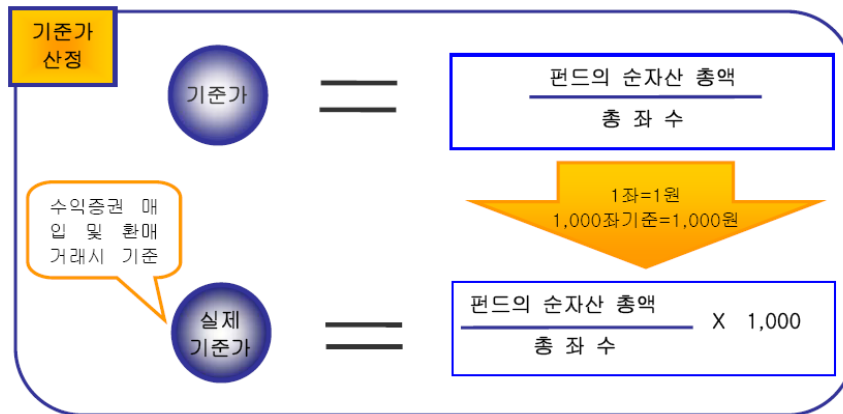 기준가
산정
기준가
펀드의 순자산 총액
총 좌 수
1좌=1원
1,000좌기준=1,000원
수익증권 매
입 및 환매
거래시 기준
실제
기준가
펀드의 순자산 총액
총 좌 수
X 1,000